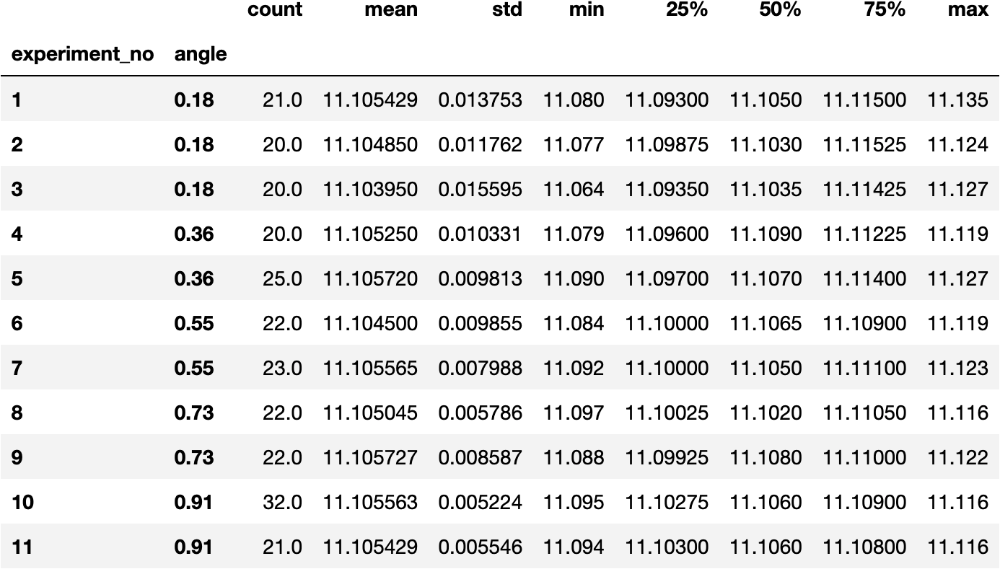 count mean std min 25% 50% 75% max
experiment_no angle
1 0.18 21.0 11.105429 0.013753 11.080 11.09300 11.1050 11.11500 11.135
2 0.18 20.0 11.104850 0.011762 11.077 11.09875 11.1030 11.11525 11.124
3 0.18 20.0 11.103950 0.015595 11.064 11.09350 11.1035 11.11425 11.127
4 0.36 20.0 11.105250 0.010331 11.079 11.09600 11.1090 11.11225 11.119
5 0.36 25.0 11.105720 0.009813 11.090 11.09700 11.1070 11.11400 11.127
6 0.55 22.0 11.104500 0.009855 11.084 11.10000 11.1065 11.10900 11.119
7 0.55 23.0 11.105565 0.007988 11.092 11.10000 11.1050 11.11100 11.123
8 0.73 22.0 11.105045 0.005786 11.097 11.10025 11.1020 11.11050 11.116
9 0.73 22.0 11.105727 0.008587 11.088 11.09925 11.1080 11.11000 11.122
10 0.91 32.0 11.105563 0.005224 11.095 11.10275 11.1060 11.10900 11.116
11 0.91 21.0 11.105429 0.005546 11.094 11.10300 11.1060 11.10800 11.116